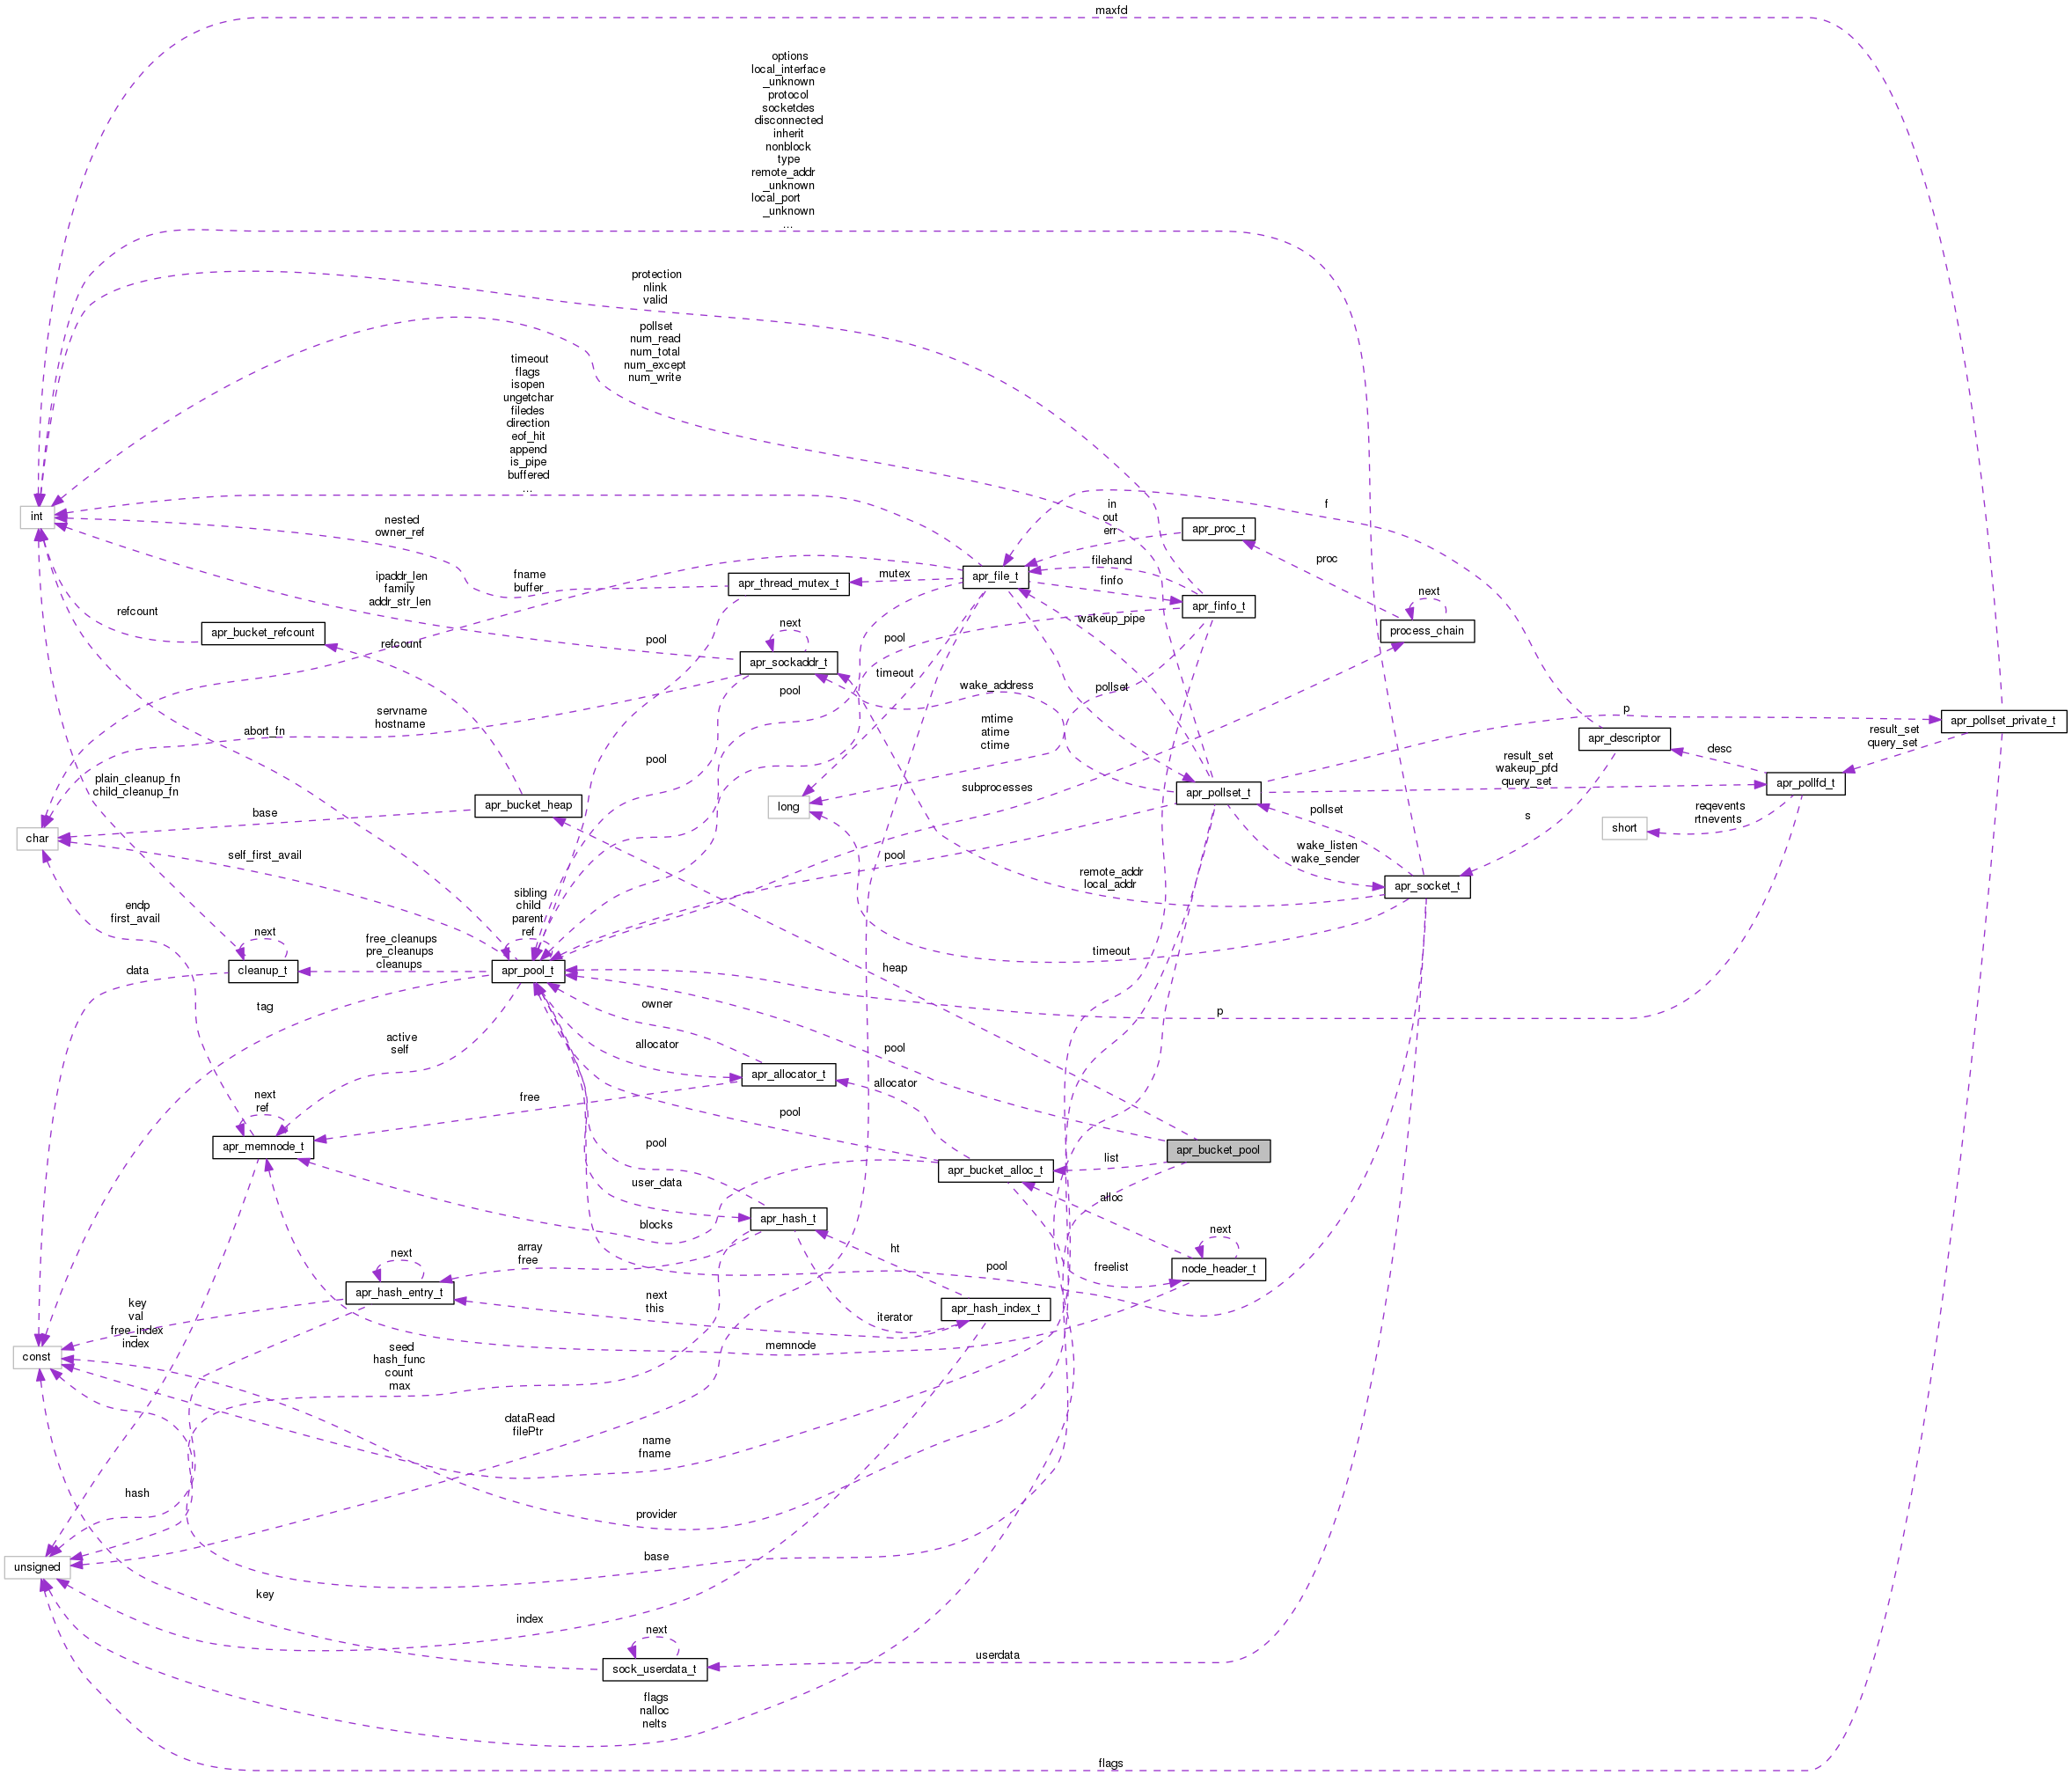 maxfd
options
local_interface
_unknown
protocol
socketdes
disconnected
inherit
nonblock
type
remote_addr
_unknown
local_port
_unknown
...
protection
nlink
valid
pollset
num_read
num_total
num_except
num_write
timeout
flags
isopen
ungetchar
filedes
direction
eof_hit
append
is_pipe
buffered
...
int
nested
owner_ref
in
out
err
f
apr_proc_t
proc
filehand
finfo
mutex
apr_file_t
apr_thread_mutex_t
fname
buffer
ipaddr_len
family
addr_str_len
apr_finfo_t
next
process_chain
refcount
apr_bucket_refcount
refcount
pool
next
apr_sockaddr_t
pool
wakeup_pipe
timeout
pool
wake_address
pollset
servname
hostname
abort_fn
mtime
atime
ctime
pool
p
apr_pollset_private_t
apr_descriptor
result_set
query_set
desc
result_set
wakeup_pfd
query_set
apr_pollfd_t
plain_cleanup_fn
child_cleanup_fn
subprocesses
apr_pollset_t
apr_bucket_heap
long
base
pollset
reqevents
rtnevents
short
s
char
self_first_avail
pool
wake_listen
wake_sender
remote_addr
local_addr
apr_socket_t
endp
first_avail
sibling
child
parent
ref
next
free_cleanups
pre_cleanups
cleanups
timeout
data
cleanup_t
apr_pool_t
heap
tag
owner
p
active
self
allocator
pool
apr_allocator_t
allocator
next
ref
free
pool
apr_memnode_t
pool
apr_bucket_pool
list
apr_bucket_alloc_t
user_data
alloc
apr_hash_t
blocks
next
array
free
ht
next
pool
freelist
node_header_t
apr_hash_entry_t
key
val
free_index
index
next
this
iterator
apr_hash_index_t
memnode
const
seed
hash_func
count
max
dataRead
filePtr
name
fname
hash
provider
unsigned
base
key
index
next
userdata
sock_userdata_t
flags
nalloc
nelts
flags